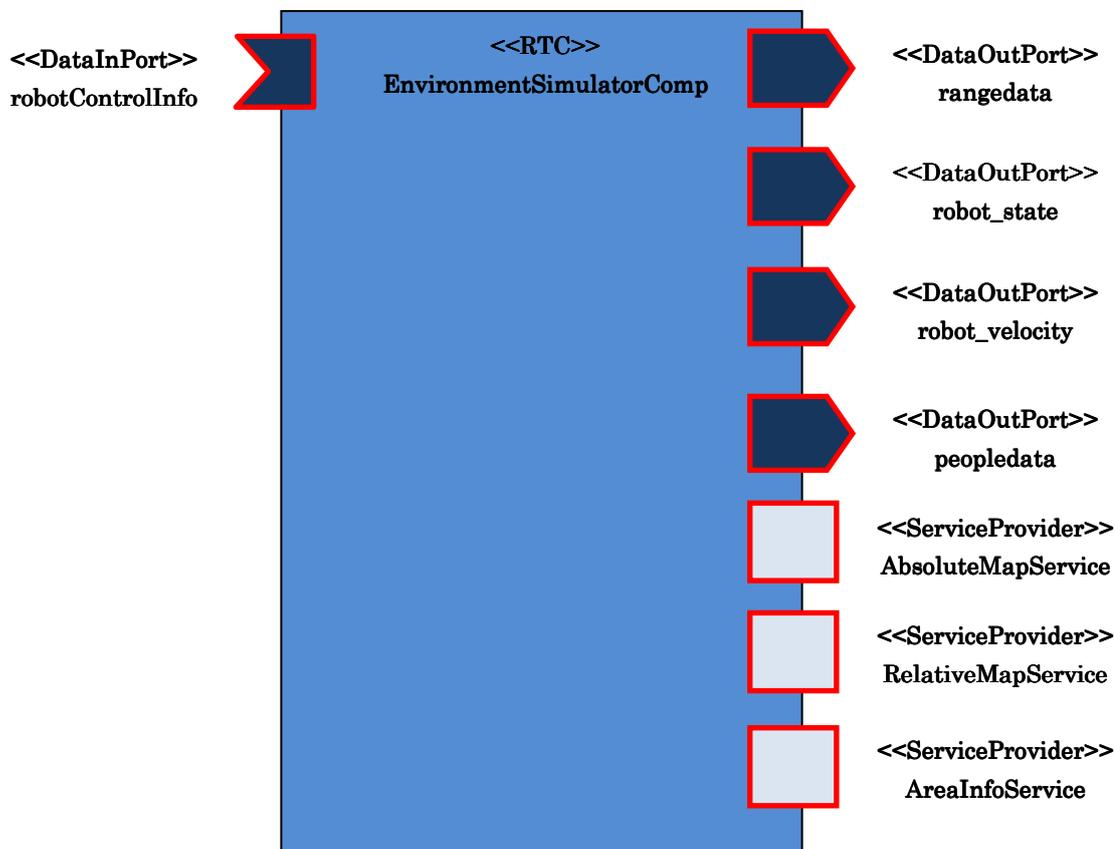 <<DataInPort>>
robotControlInfo
<<RTC>>
EnvironmentSimulatorComp
<<DataOutPort>>
rangedata
<<DataOutPort>>
robot_state
<<DataOutPort>>
robot_velocity
<<DataOutPort>>
peopledata
<<ServiceProvider>>
AbsoluteMapService
<<ServiceProvider>>
RelativeMapService
<<ServiceProvider>>
AreaInfoService